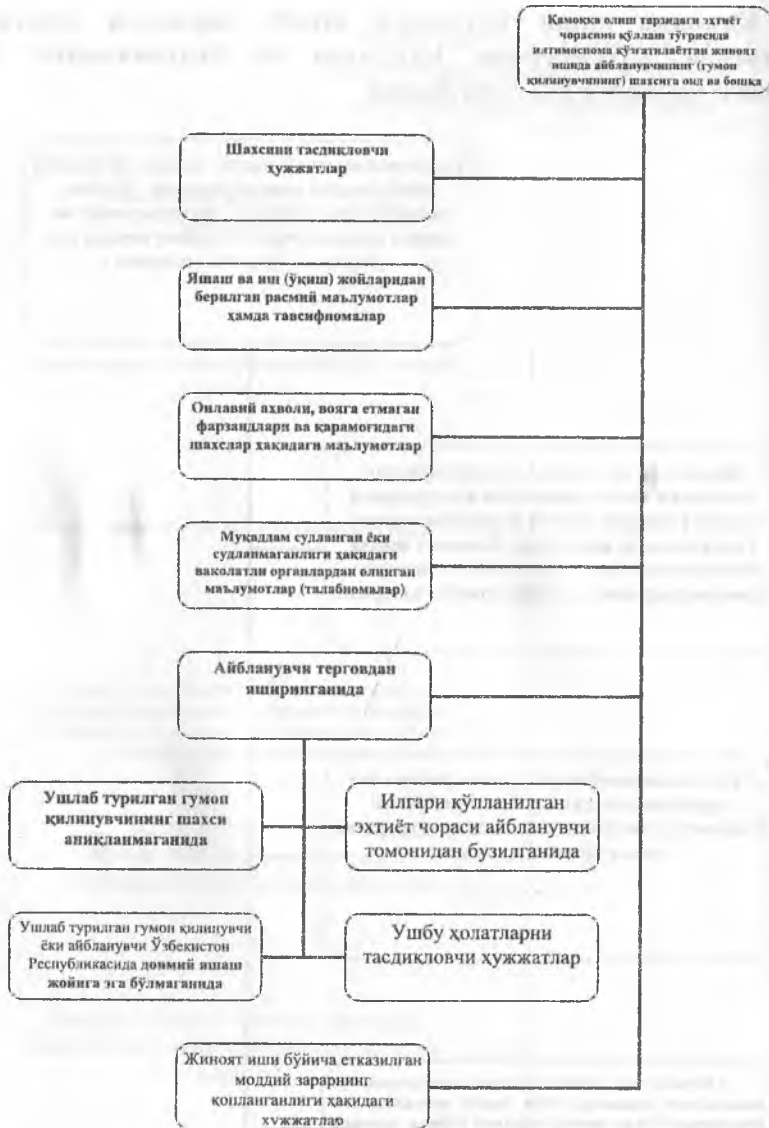 Қамоққа олиш тарзидаги эҳтиёт
чорасини қўллаш тўғрисида
илтимоснома қўзғатилаётган жиноят
ишида айбланувчининг (гумон
қилинувчининг) шахсига оид ва бошқа
Шахсини тасдиқловчи
ҳужжатлар
Яшаш ва иш (ўқиш) жойларидан
берилган расмий маълумотлар
ҳамда тавсифномалар
Оилавий аҳволи, вояга етмаган
фарзандлари ва қарамоғидаги
шахслар ҳақидаги маълумотлар
Муқаддам судланган ёки
судланмаганлиги ҳақидаги
ваколатли органлардан олинган
маълумотлар (талабномалар)
Айбланувчи терговдан
яширинганида
Ушлаб турилган гумон
қилинувчининг шахси
аниқланмаганида
Илгари қўлланилган
эҳтиёт чораси айбланувчи
томонидан бузилганида
Ушлаб турилган гумон қилинувчи
ёки айбланувчи Ўзбекистон
Республикасида доимий яшаш
жойига эга бўлмаганида
Ушбу ҳолатларни
тасдиқловчи ҳужжатлар
Жиноят иши бўйича етказилган
моддий зарарнинг
қопланганлиги ҳақидаги
ҳужжатлар